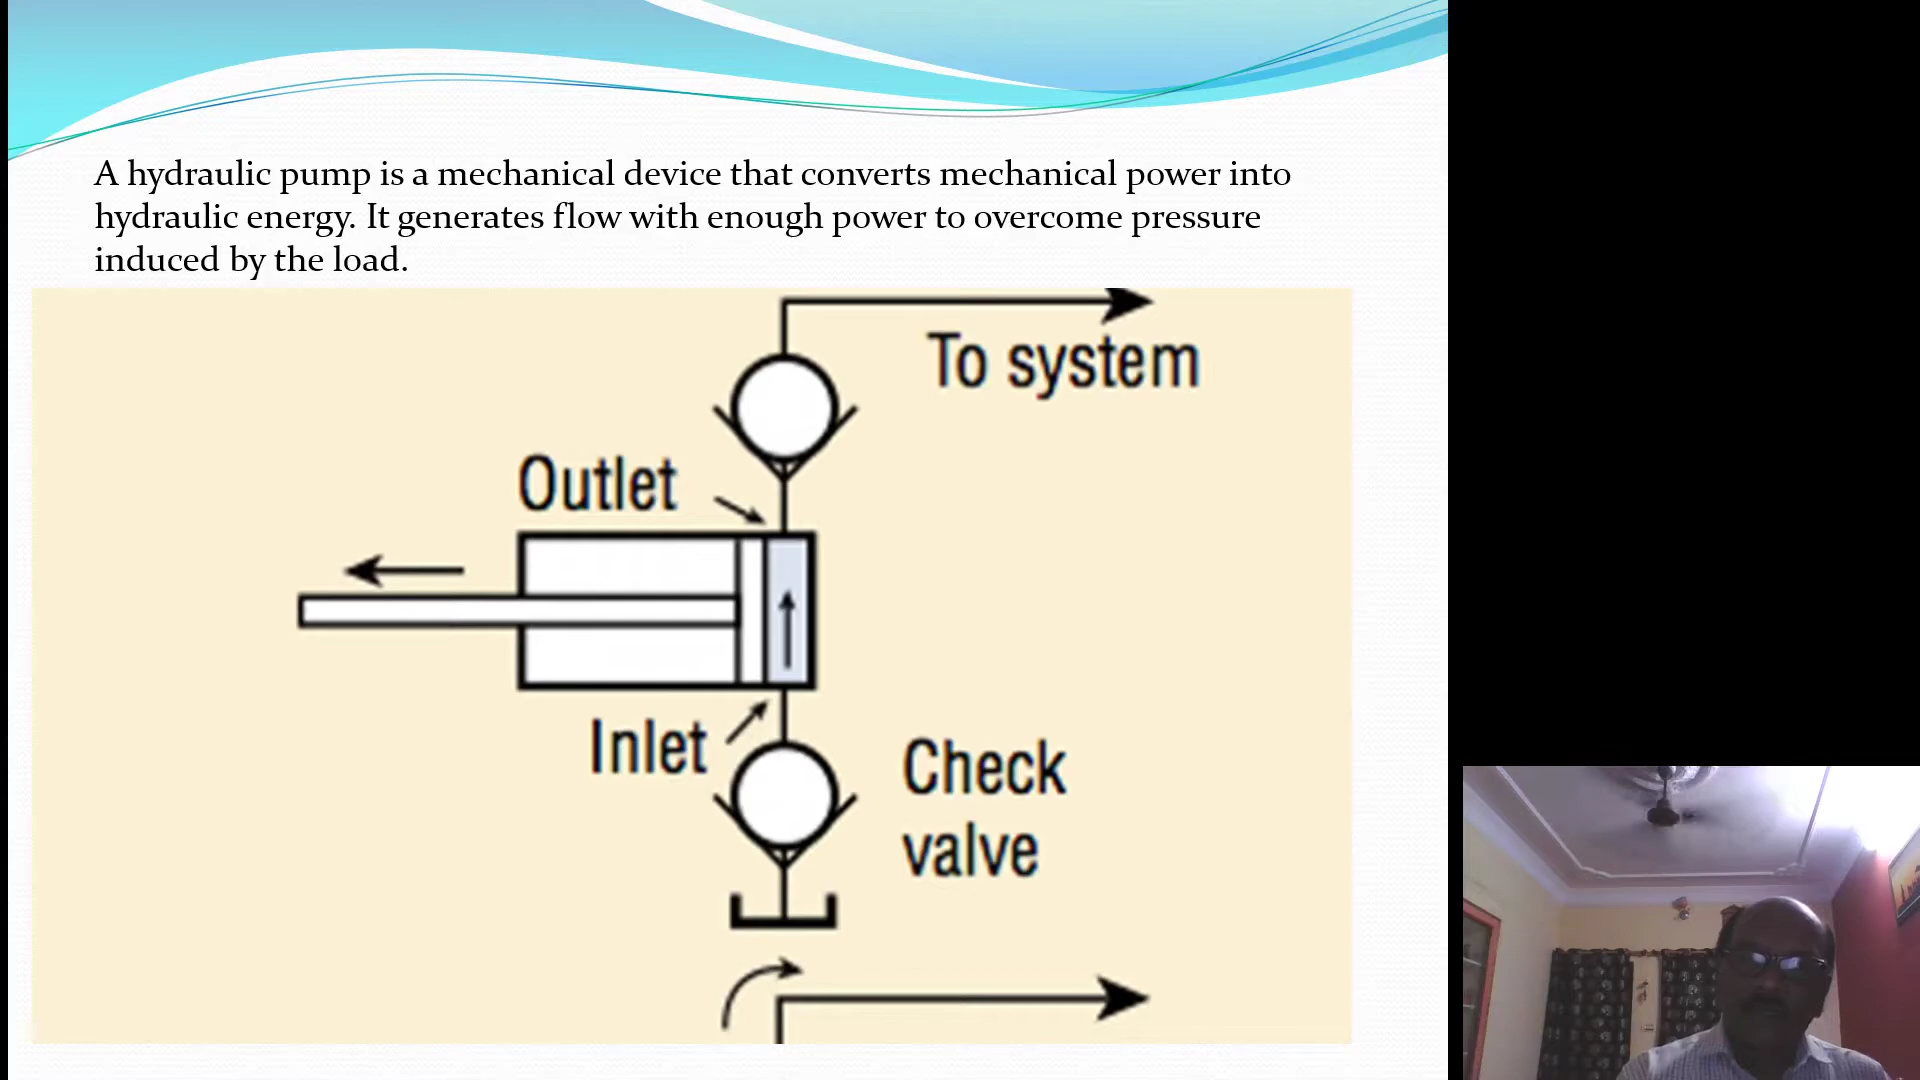 A hydraulic pump is a mechanical device that converts mechanical power into
hydraulic energy. It generates flow with enough power to overcome pressure
induced by the load.
To system
Outlet
Inlet
Check
valve